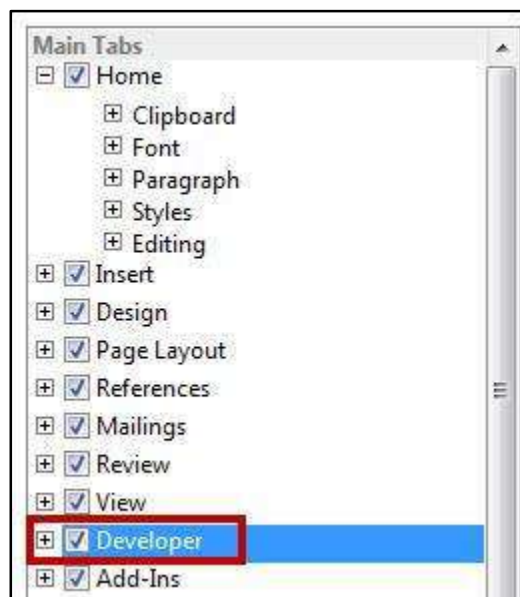 Main Tabs
Home
Clipboard
Font
Paragraph
Styles
Editing
Insert
Design
Page Layout
References
Mailings
Review
View
Developer
Add-Ins